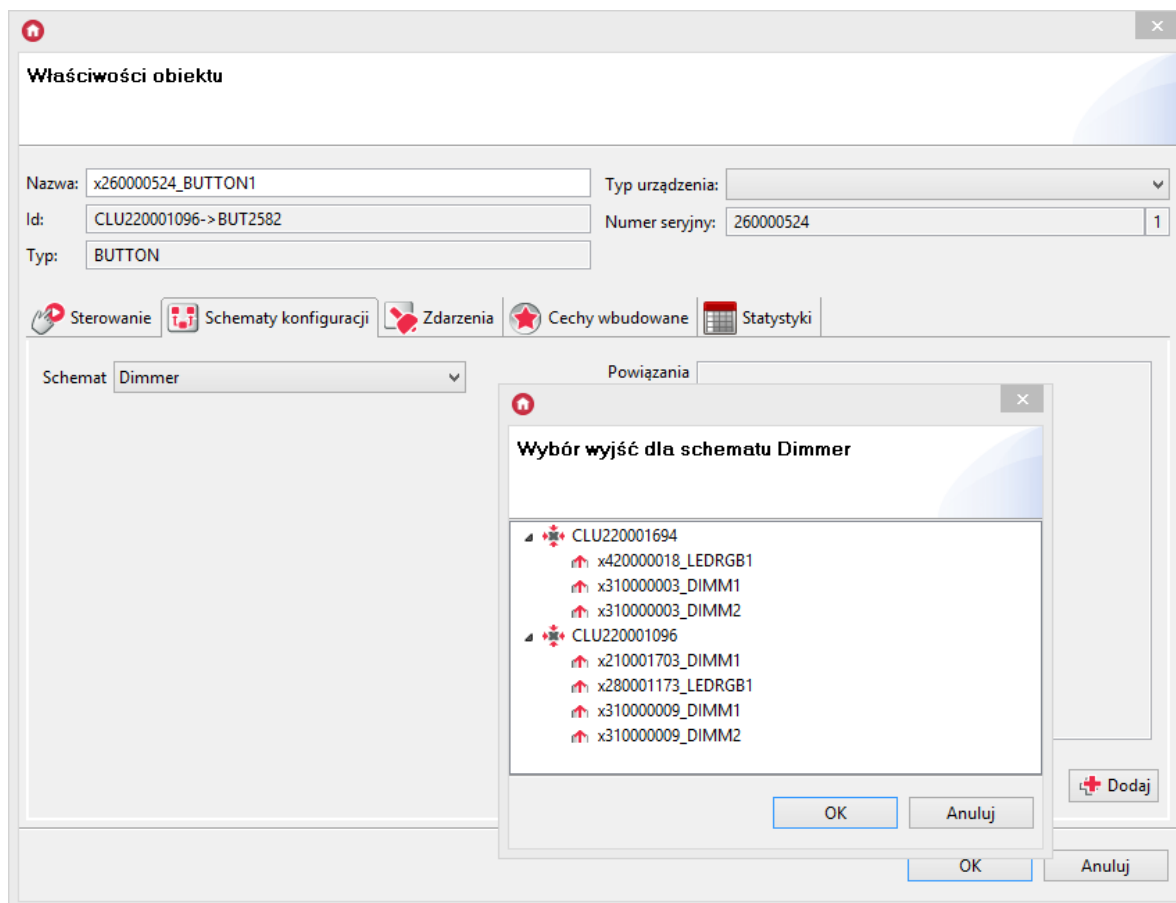 Właściwości obiektu
Nazwa: x260000524_BUTTON1
Typ urządzenia:
Id: CLU220001096->BUT2582
Numer seryjny: 260000524 1
Typ: BUTTON
Sterowanie Schematy konfiguracji Zdarzenia Cechy wbudowane Statystyki
Schemat Dimmer
Powiązania
Wybór wyjść dla schematu Dimmer
CLU220001694
x420000018_LEDRGB1
x310000003_DIMM1
x310000003_DIMM2
CLU220001096
x210001703_DIMM1
x280001173_LEDRGB1
x310000009_DIMM1
x310000009_DIMM2
Dodaj
OK Anuluj
OK Anuluj